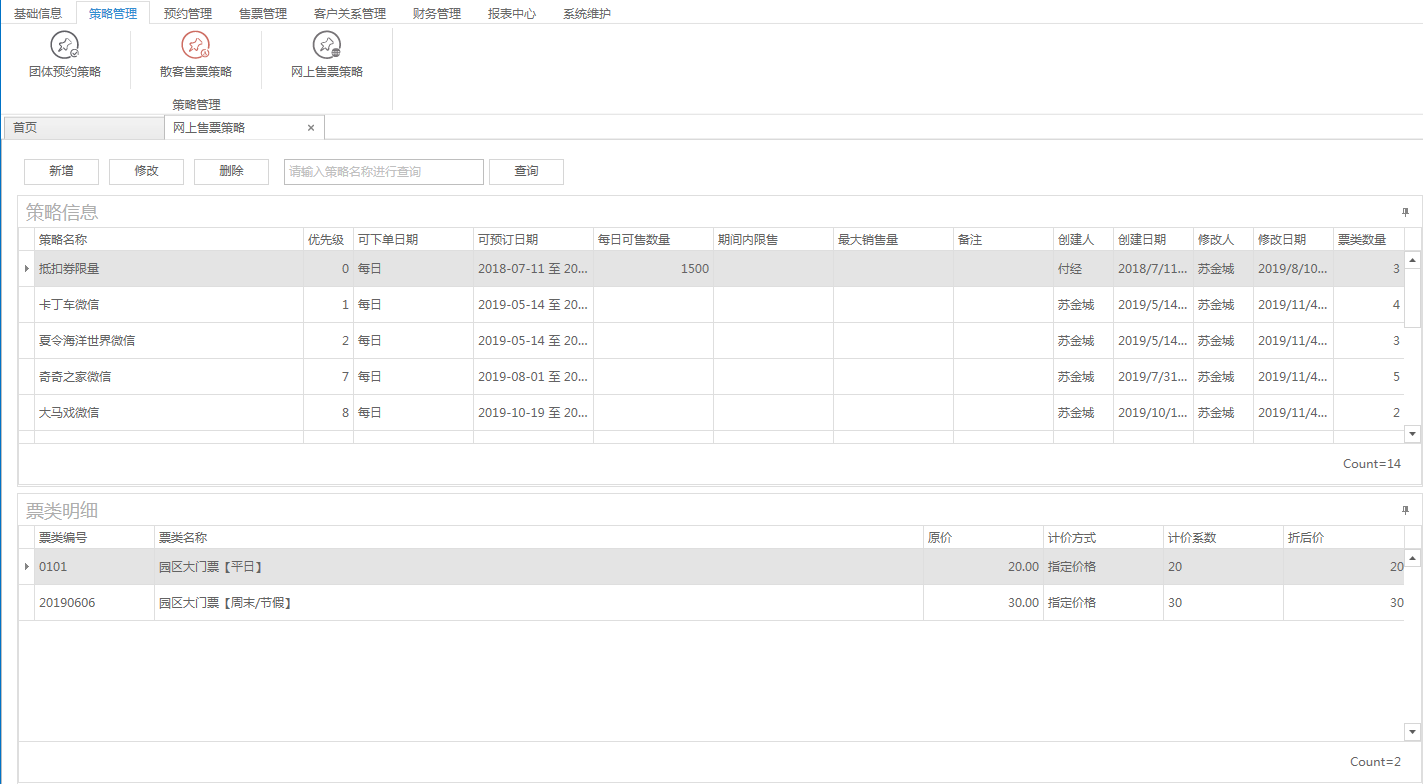 基础信息 策略管理 预约管理 售票管理 客户关系管理 财务管理 报表中心 系统维护
团体预约策略 散客售票策略 网上售票策略
策略管理
首页 网上售票策略 ×
新增 修改 删除 请输入策略名称进行查询 查询
策略信息
策略名称 优先级 可下单日期 可预订日期 每日可售数量 期间内限售 最大销售量 备注 创建人 创建日期 修改人 修改日期 票类数量
抵扣券限量 0 每日 2018-07-11 至 20... 1500 付经 2018/7/11... 苏金城 2019/8/10... 3
卡丁车微信 1 每日 2019-05-14 至 20... 苏金城 2019/5/14... 苏金城 2019/11/4... 4
夏令海洋世界微信 2 每日 2019-05-14 至 20... 苏金城 2019/5/14... 苏金城 2019/11/4... 3
奇奇之家微信 7 每日 2019-08-01 至 20... 苏金城 2019/7/31... 苏金城 2019/11/4... 5
大马戏微信 8 每日 2019-10-19 至 20... 苏金城 2019/10/1... 苏金城 2019/11/4... 2
Count=14
票类明细
票类编号 票类名称 原价 计价方式 计价系数 折后价
0101 园区大门票【平日】 20.00 指定价格 20 20
20190606 园区大门票【周末/节假】 30.00 指定价格 30 30
Count=2